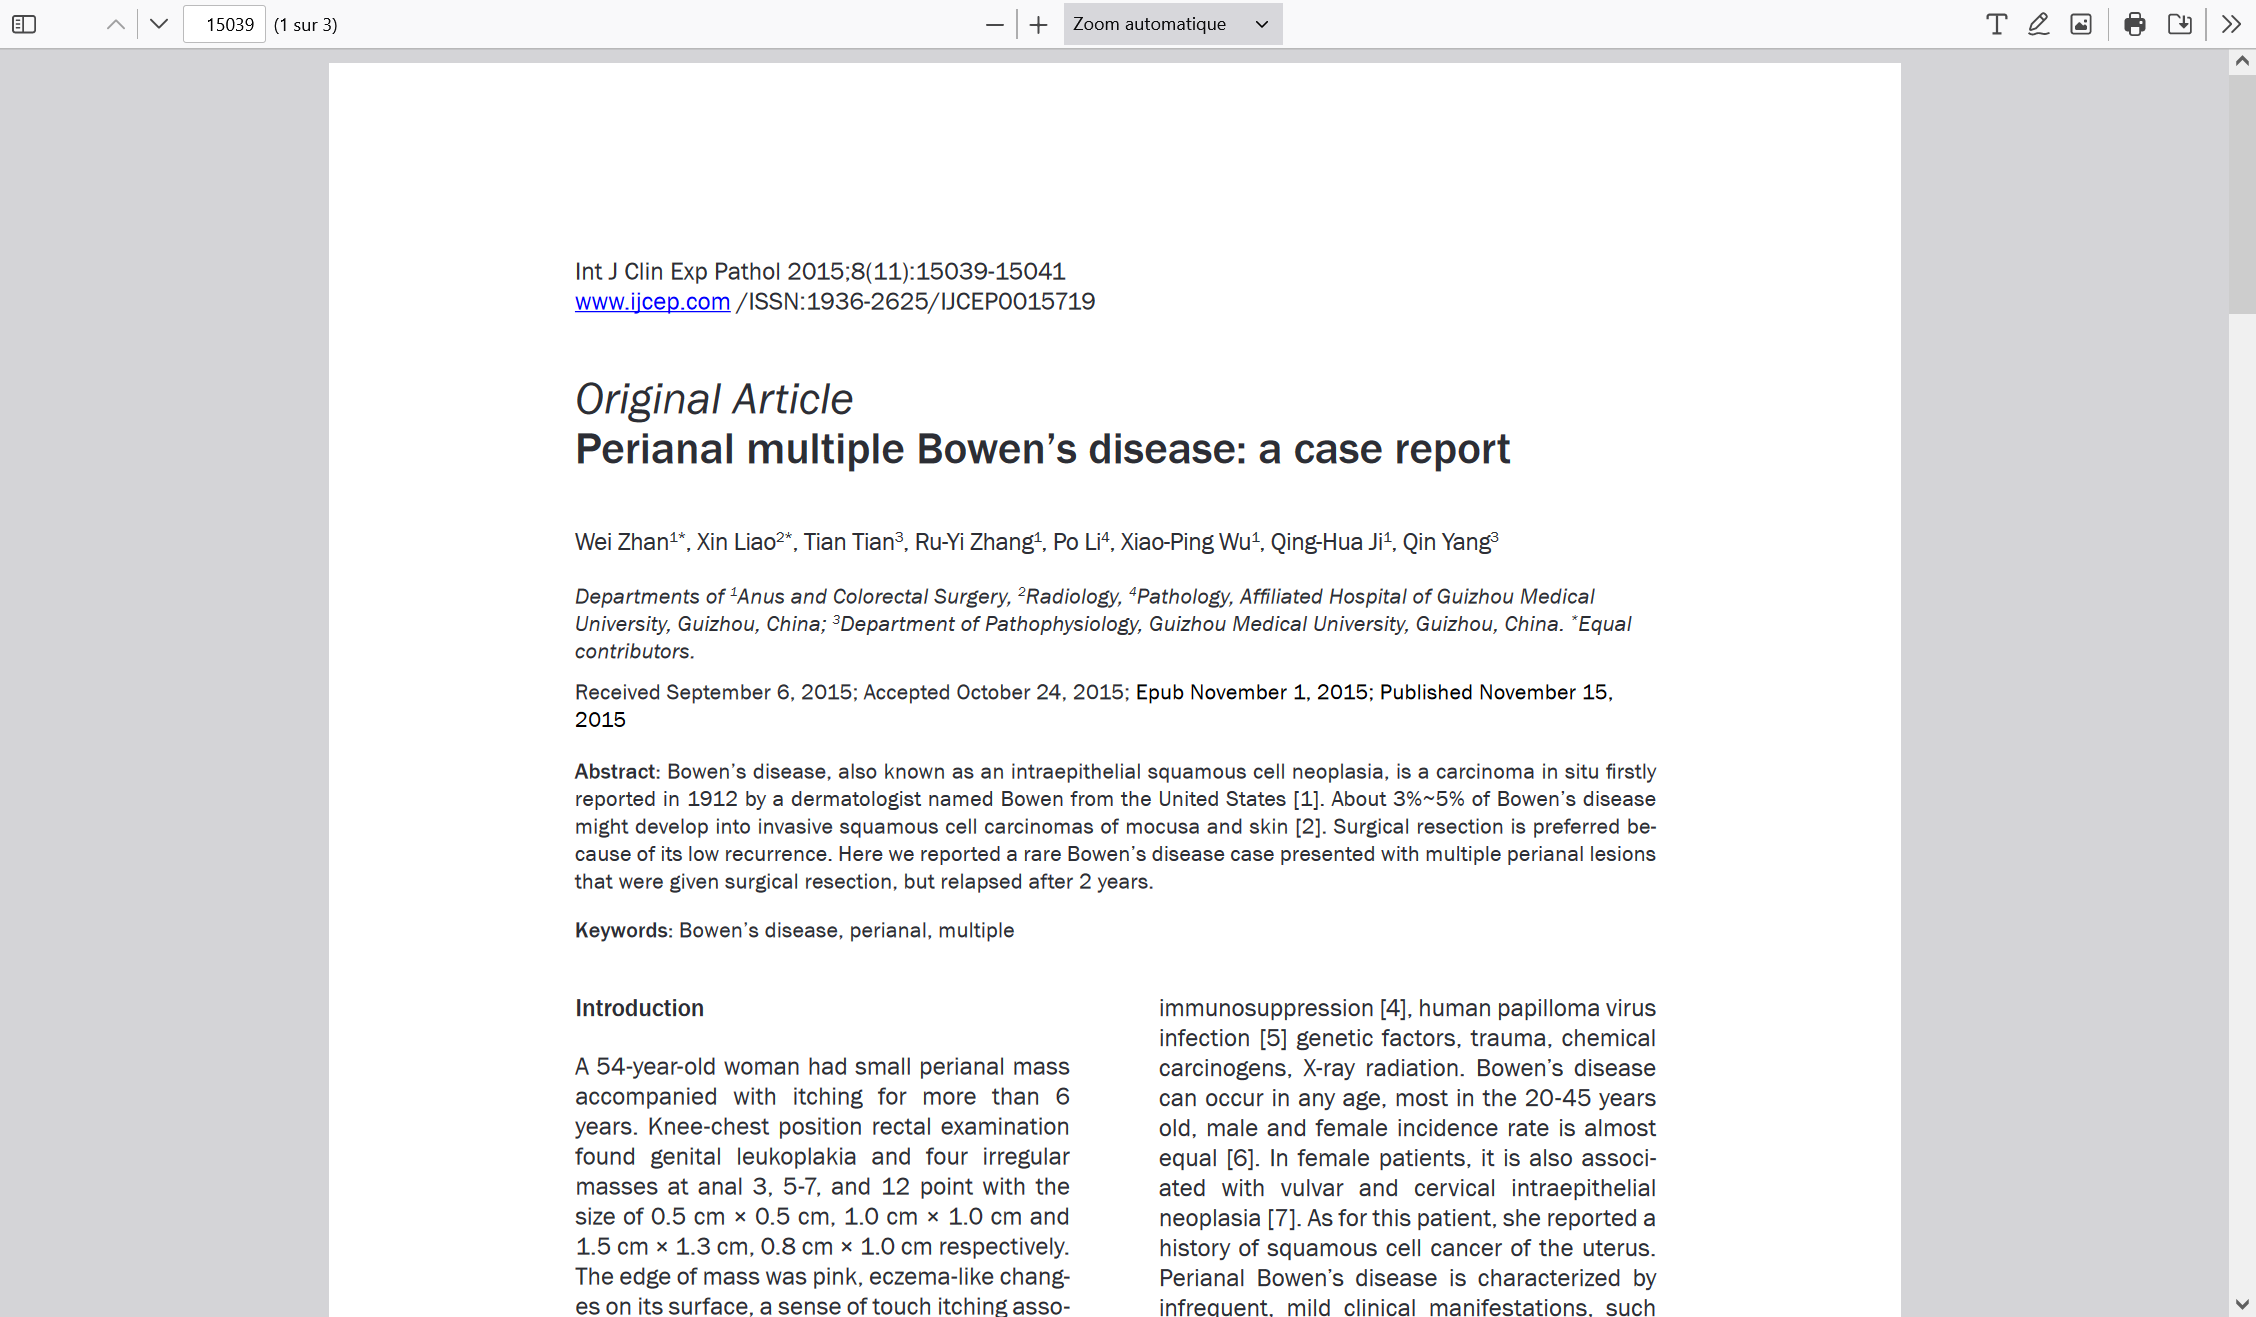 15039 (1 sur 3) Zoom automatique
Int J Clin Exp Pathol 2015;8(11):15039-15041
www.ijcep.com /ISSN:1936-2625/IJCEP0015719
Original Article
Perianal multiple Bowen’s disease: a case report
Wei Zhan1*, Xin Liao2*, Tian Tian3, Ru-Yi Zhang1, Po Li4, Xiao-Ping Wu1, Qing-Hua Ji1, Qin Yang3
Departments of 1Anus and Colorectal Surgery, 2Radiology, 4Pathology, Affiliated Hospital of Guizhou Medical
University, Guizhou, China; 3Department of Pathophysiology, Guizhou Medical University, Guizhou, China. *Equal
contributors.
Received September 6, 2015; Accepted October 24, 2015; Epub November 1, 2015; Published November 15,
2015
Abstract: Bowen’s disease, also known as an intraepithelial squamous cell neoplasia, is a carcinoma in situ firstly
reported in 1912 by a dermatologist named Bowen from the United States [1]. About 3%~5% of Bowen’s disease
might develop into invasive squamous cell carcinomas of mocusa and skin [2]. Surgical resection is preferred be-
cause of its low recurrence. Here we reported a rare Bowen’s disease case presented with multiple perianal lesions
that were given surgical resection, but relapsed after 2 years.
Keywords: Bowen’s disease, perianal, multiple
Introduction
A 54-year-old woman had small perianal mass
accompanied with itching for more than 6
years. Knee-chest position rectal examination
found genital leukoplakia and four irregular
masses at anal 3, 5-7, and 12 point with the
size of 0.5 cm × 0.5 cm, 1.0 cm × 1.0 cm and
1.5 cm × 1.3 cm, 0.8 cm × 1.0 cm respectively.
The edge of mass was pink, eczema-like chang-
es on its surface, a sense of touch itching asso-
immunosuppression [4], human papilloma virus
infection [5] genetic factors, trauma, chemical
carcinogens, X-ray radiation. Bowen’s disease
can occur in any age, most in the 20-45 years
old, male and female incidence rate is almost
equal [6]. In female patients, it is also associ-
ated with vulvar and cervical intraepithelial
neoplasia [7]. As for this patient, she reported a
history of squamous cell cancer of the uterus.
Perianal Bowen’s disease is characterized by
infrequent, mild clinical manifestations, such